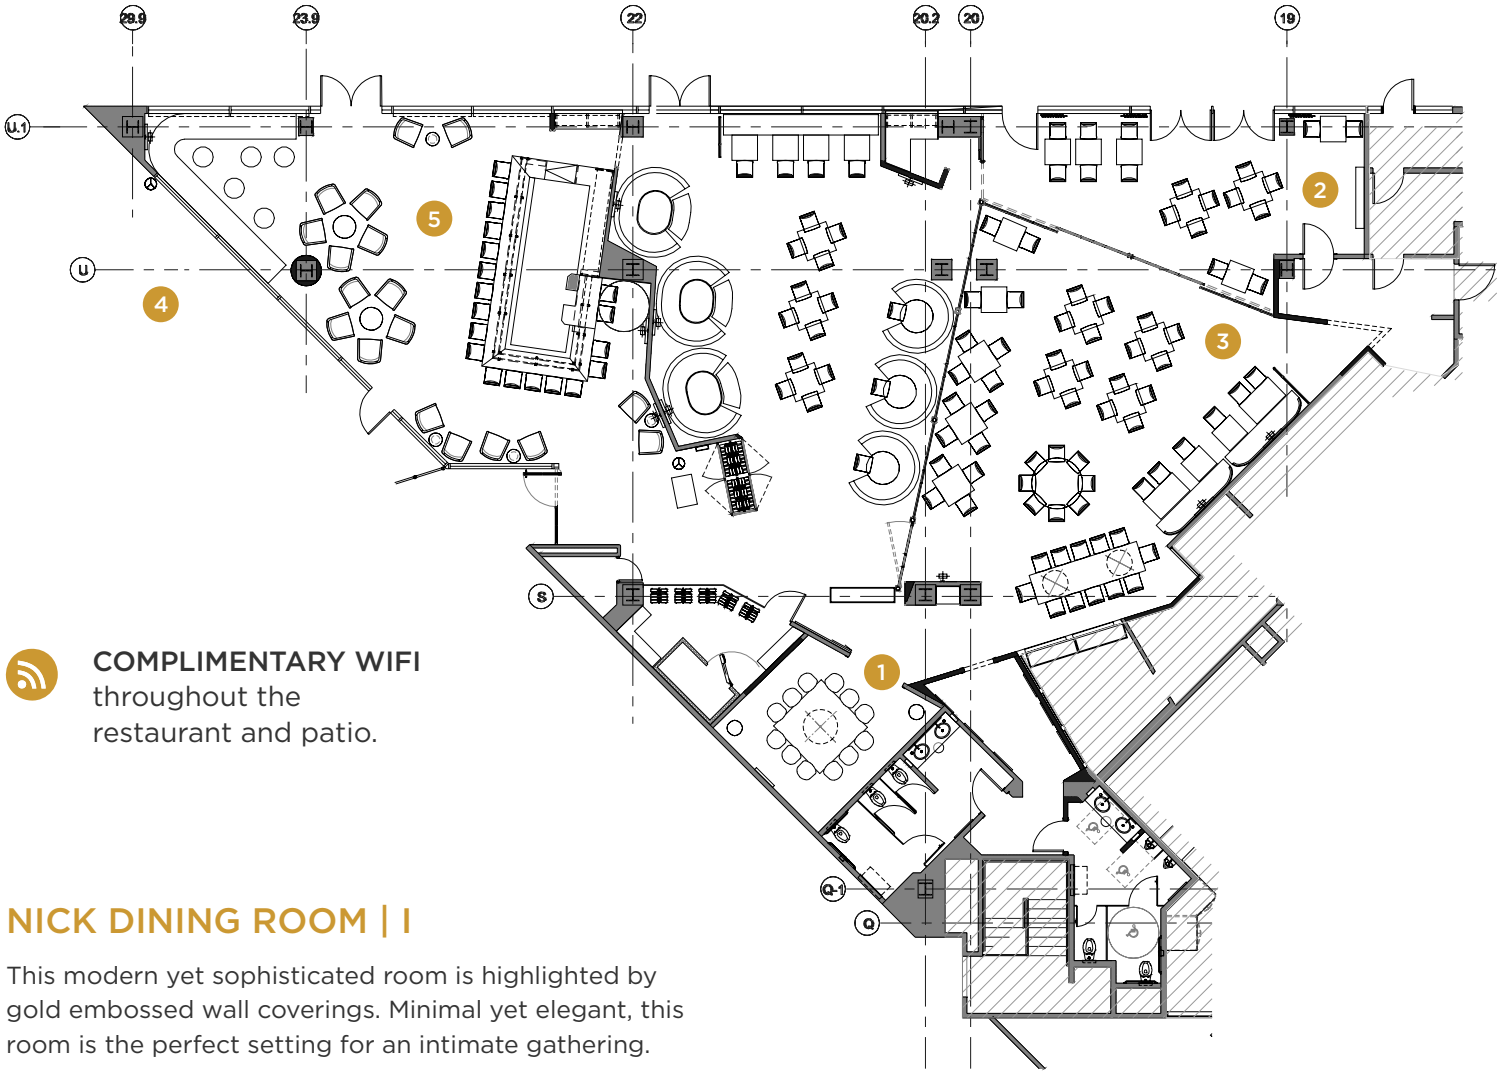 29.9 23.9 22 20.2 20 19
U.1
2
5
U
4
3
S
COMPLIMENTARY WIFI
throughout the
restaurant and patio.
1
Q-1
Q
NICK DINING ROOM | I
This modern yet sophisticated room is highlighted by
gold embossed wall coverings. Minimal yet elegant, this
room is the perfect setting for an intimate gathering.